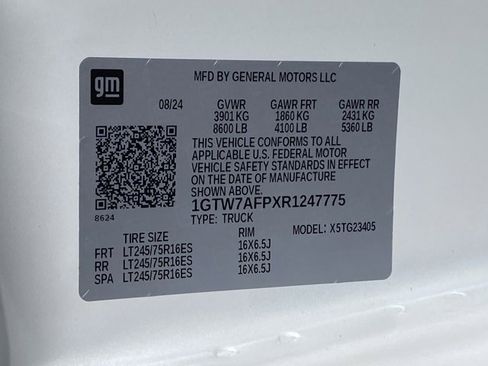 gm
MFD BY GENERAL MOTORS LLC
08/24 GVWR GAWR FRT GAWR RR
3901 KG 1860 KG 2431 KG
8600 LB 4100 LB 5360 LB
THIS VEHICLE CONFORMS TO ALL
APPLICABLE U.S. FEDERAL MOTOR
VEHICLE SAFETY STANDARDS IN EFFECT
ON THE DATE OF MANUFACTURE
SHOWN ABOVE.
8624
1GTW7AFPXR1247775
TYPE: TRUCK MODEL: X5TG23405
TIRE SIZE RIM
FRT LT245/75R16ES 16X6.5J
RR LT245/75R16ES 16X6.5J
SPA LT245/75R16ES 16X6.5J